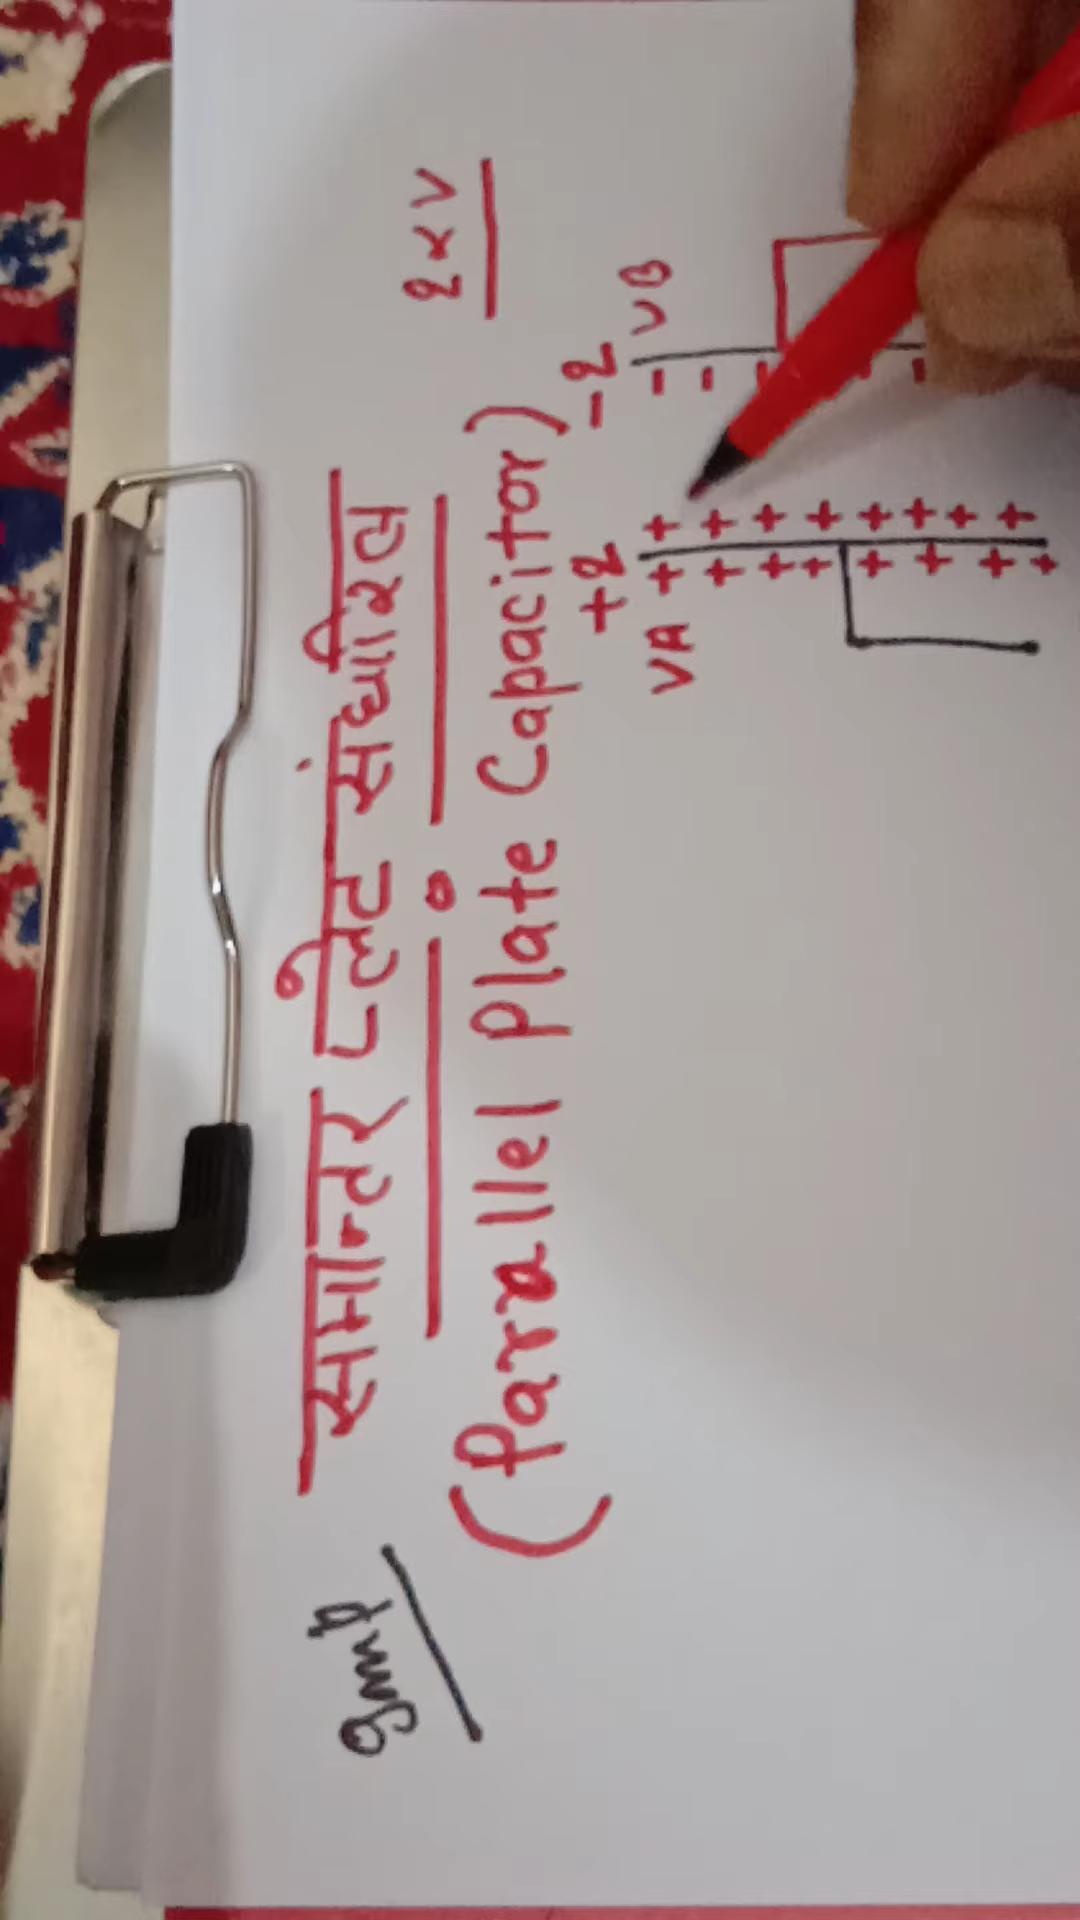 Imp
समान्तर प्लेट संधारित्र
q ∝ V
(Parallel Plate Capacitor)
+q -q
VA VB
+ + + + + + + +
+ + + + + + + +
- - - - -